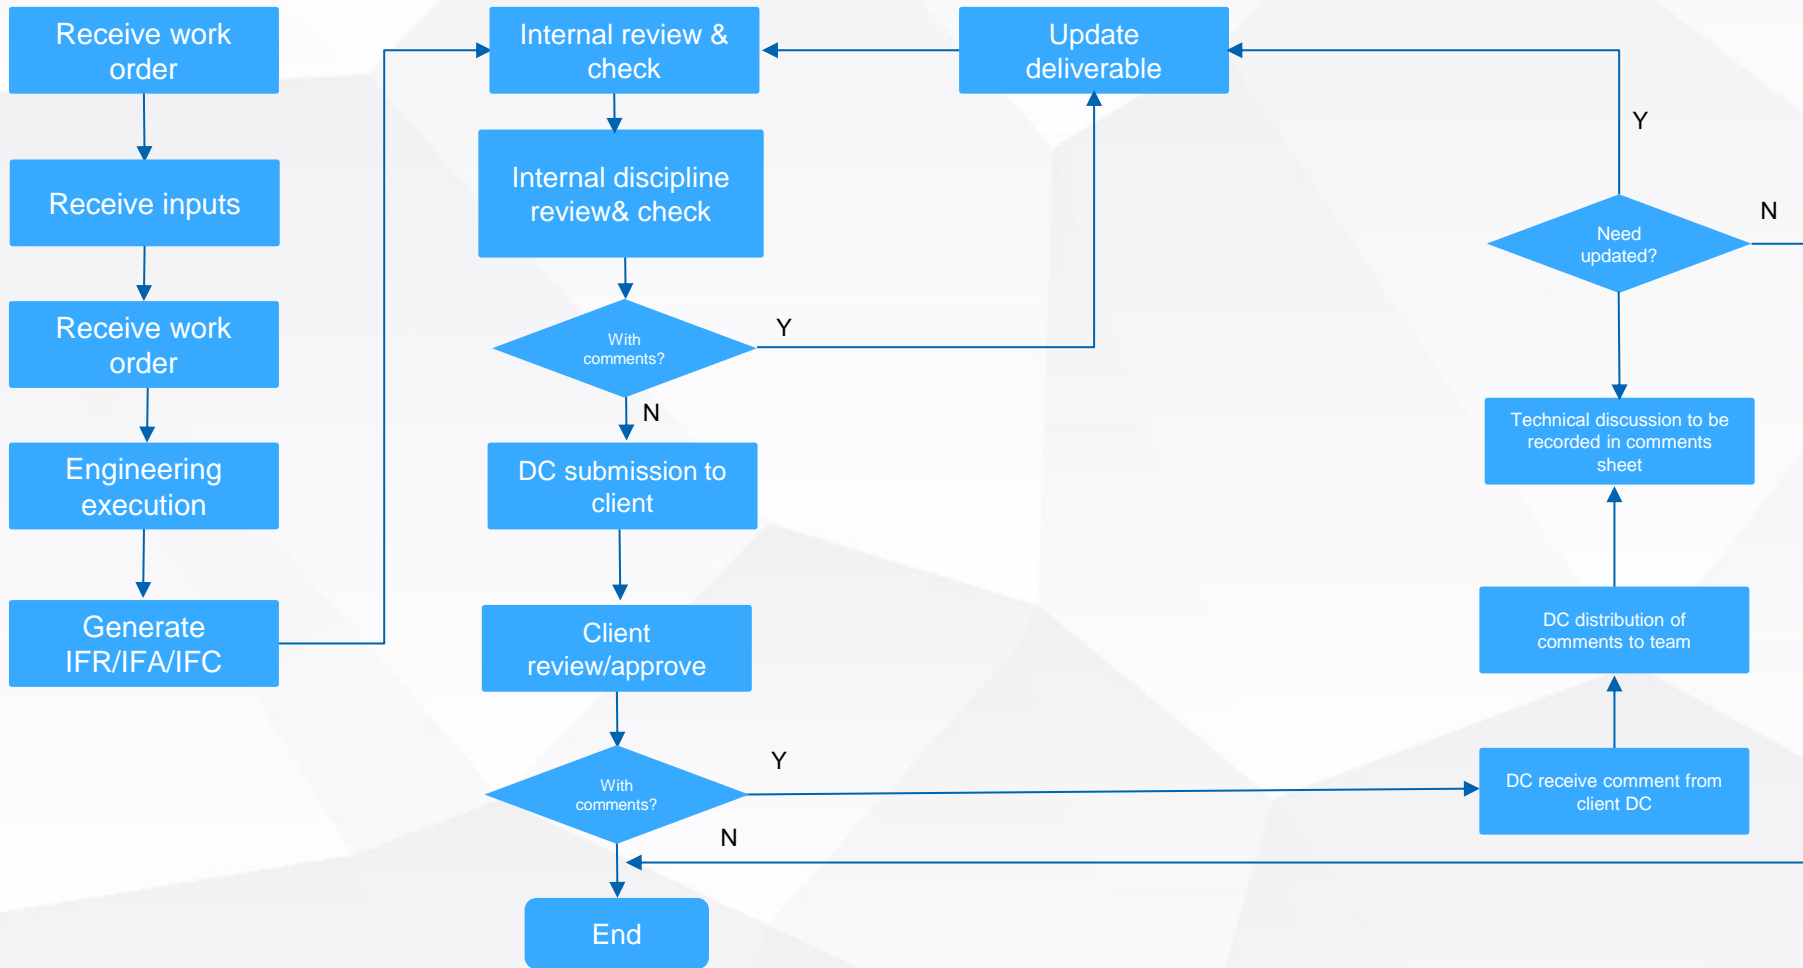 Receive work
order
Receive inputs
Receive work
order
Engineering
execution
Generate
IFR/IFA/IFC
Internal review &
check
Internal discipline
review& check
With
comments?
Y
N
DC submission to
client
Client
review/approve
With
comments?
Y
N
End
Update
deliverable
Y
N
Need
updated?
Technical discussion to be
recorded in comments
sheet
DC distribution of
comments to team
DC receive comment from
client DC